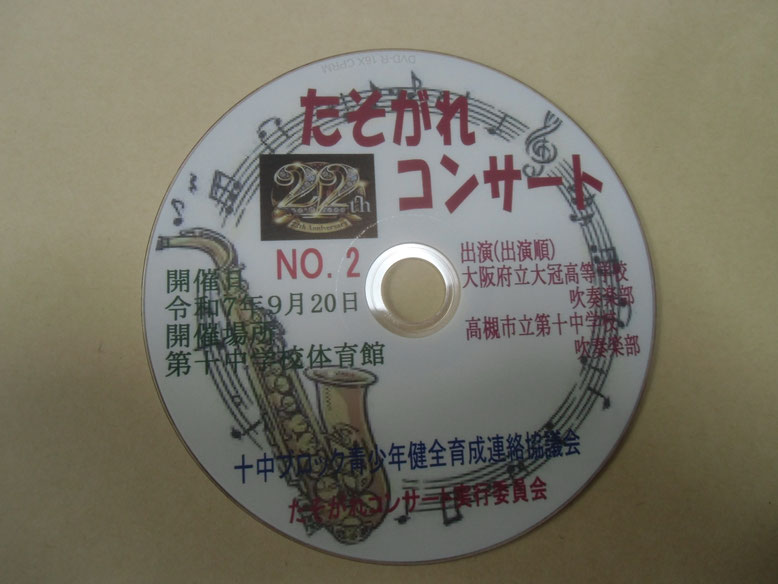 DVD-R 16X CPRM
たそがれ
コンサート
22th
NO. 2
開催日
令和7年9月20日
開催場所
第十中学校体育館
出演(出演順)
大阪府立大冠高等学校
吹奏楽部
高槻市立第十中学校
吹奏楽部
十中ブロック青少年健全育成連絡協議会
たそがれコンサート実行委員会